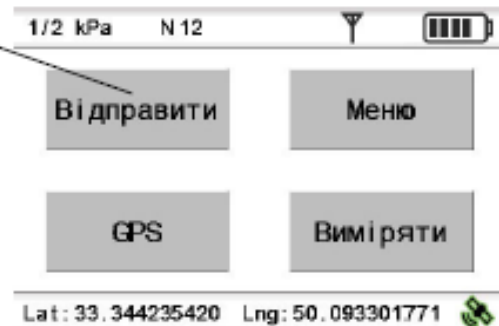 1/2 kPa N 12
Відправити Меню
GPS Виміряти
Lat: 33.344235420 Lng: 50.093301771